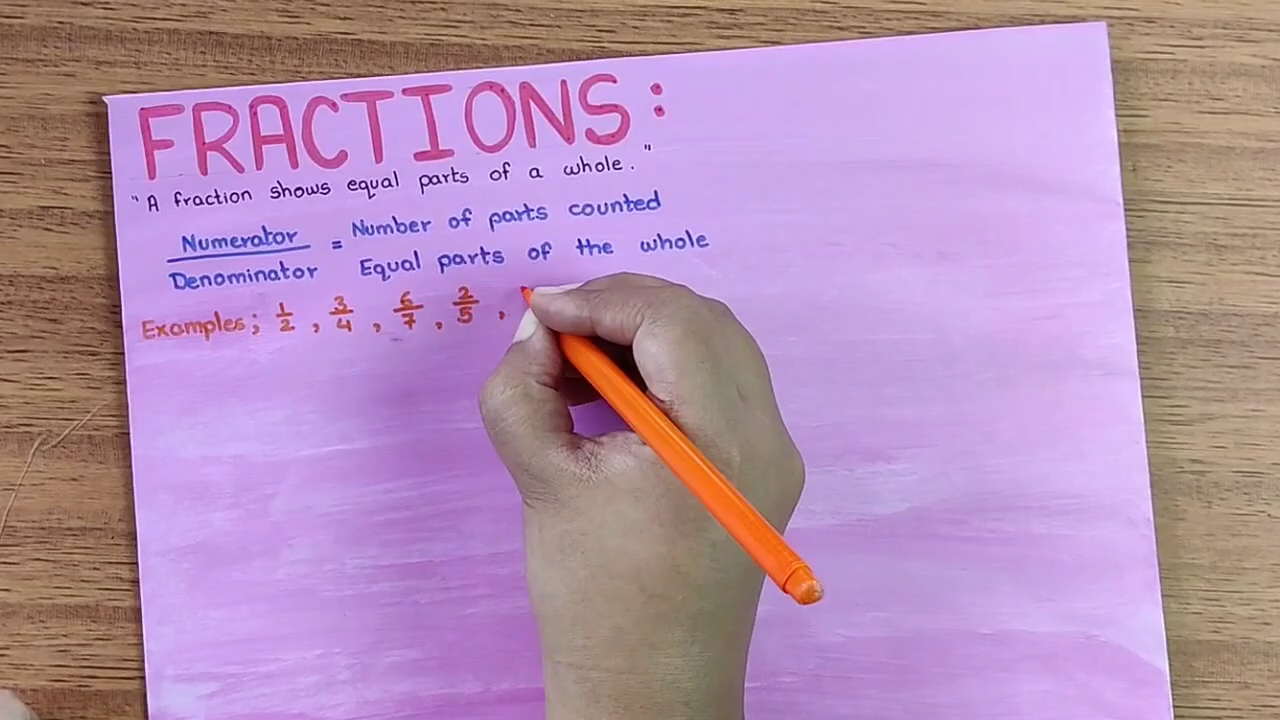 FRACTIONS:
"A fraction shows equal parts of a whole."
Numerator = Number of parts counted
Denominator Equal parts of the whole
Examples; 1/2, 3/4, 6/7, 2/5,